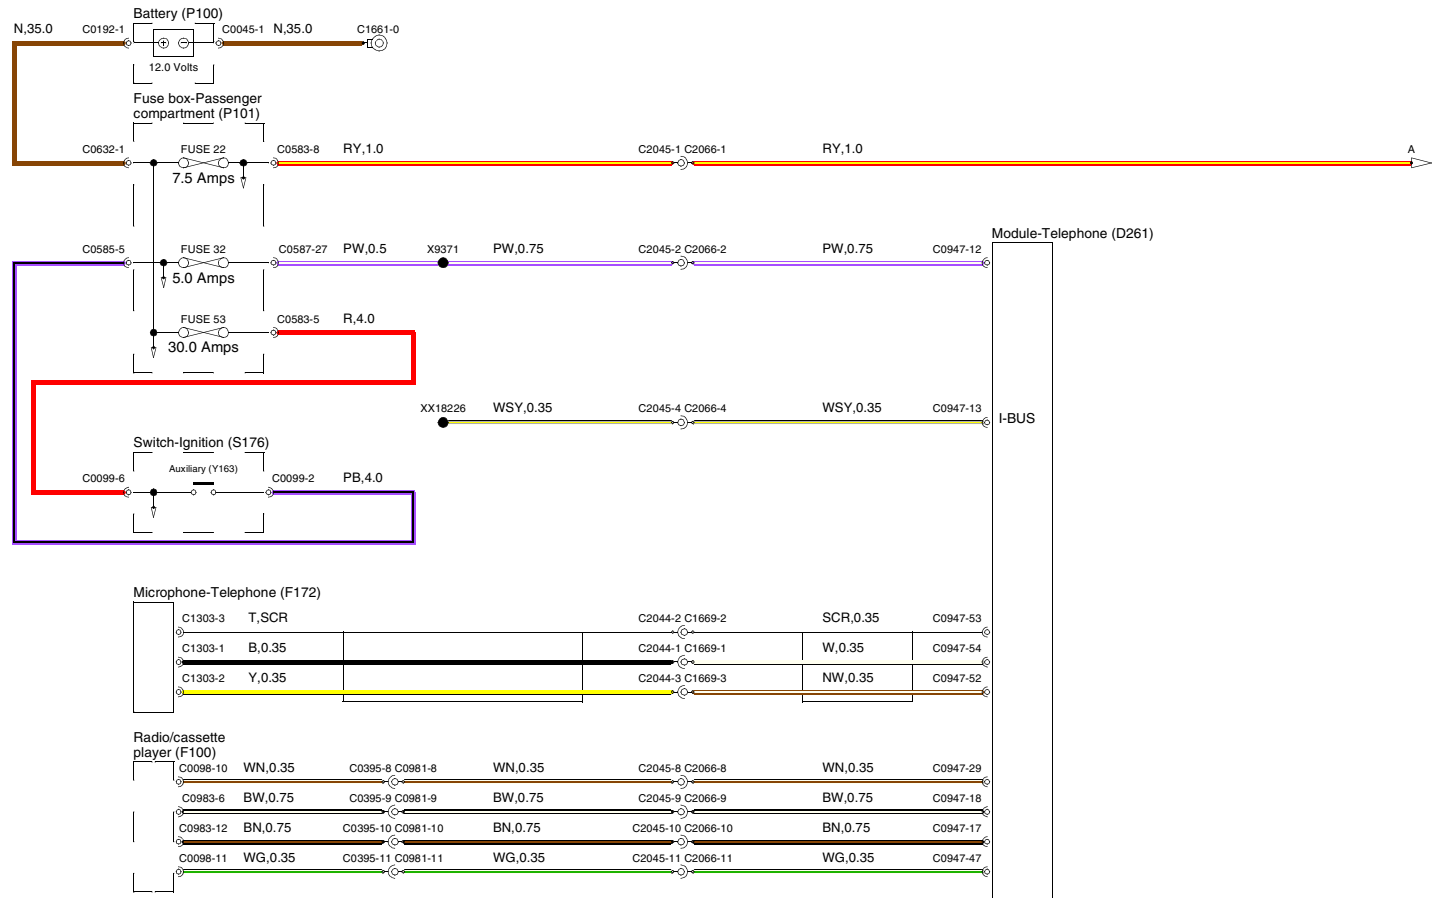 Battery (P100)
N,35.0 C0192-1 C0045-1 N,35.0 C1661-0
12.0 Volts
Fuse box-Passenger
compartment (P101)
C0632-1 FUSE 22 C0583-8 RY,1.0 C2045-1 C2066-1 RY,1.0 A
7.5 Amps
Module-Telephone (D261)
C0585-5 FUSE 32 C0587-27 PW,0.5 X9371 PW,0.75 C2045-2 C2066-2 PW,0.75 C0947-12
5.0 Amps
FUSE 53 C0583-5 R,4.0
30.0 Amps
XX18226 WSY,0.35 C2045-4 C2066-4 WSY,0.35 C0947-13 I-BUS
Switch-Ignition (S176)
Auxiliary (Y163)
C0099-6 C0099-2 PB,4.0
Microphone-Telephone (F172)
C1303-3 T,SCR C2044-2 C1669-2 SCR,0.35 C0947-53
C1303-1 B,0.35 C2044-1 C1669-1 W,0.35 C0947-54
C1303-2 Y,0.35 C2044-3 C1669-3 NW,0.35 C0947-52
Radio/cassette
player (F100)
C0098-10 WN,0.35 C0395-8 C0981-8 WN,0.35 C2045-8 C2066-8 WN,0.35 C0947-29
C0983-6 BW,0.75 C0395-9 C0981-9 BW,0.75 C2045-9 C2066-9 BW,0.75 C0947-18
C0983-12 BN,0.75 C0395-10 C0981-10 BN,0.75 C2045-10 C2066-10 BN,0.75 C0947-17
C0098-11 WG,0.35 C0395-11 C0981-11 WG,0.35 C2045-11 C2066-11 WG,0.35 C0947-47